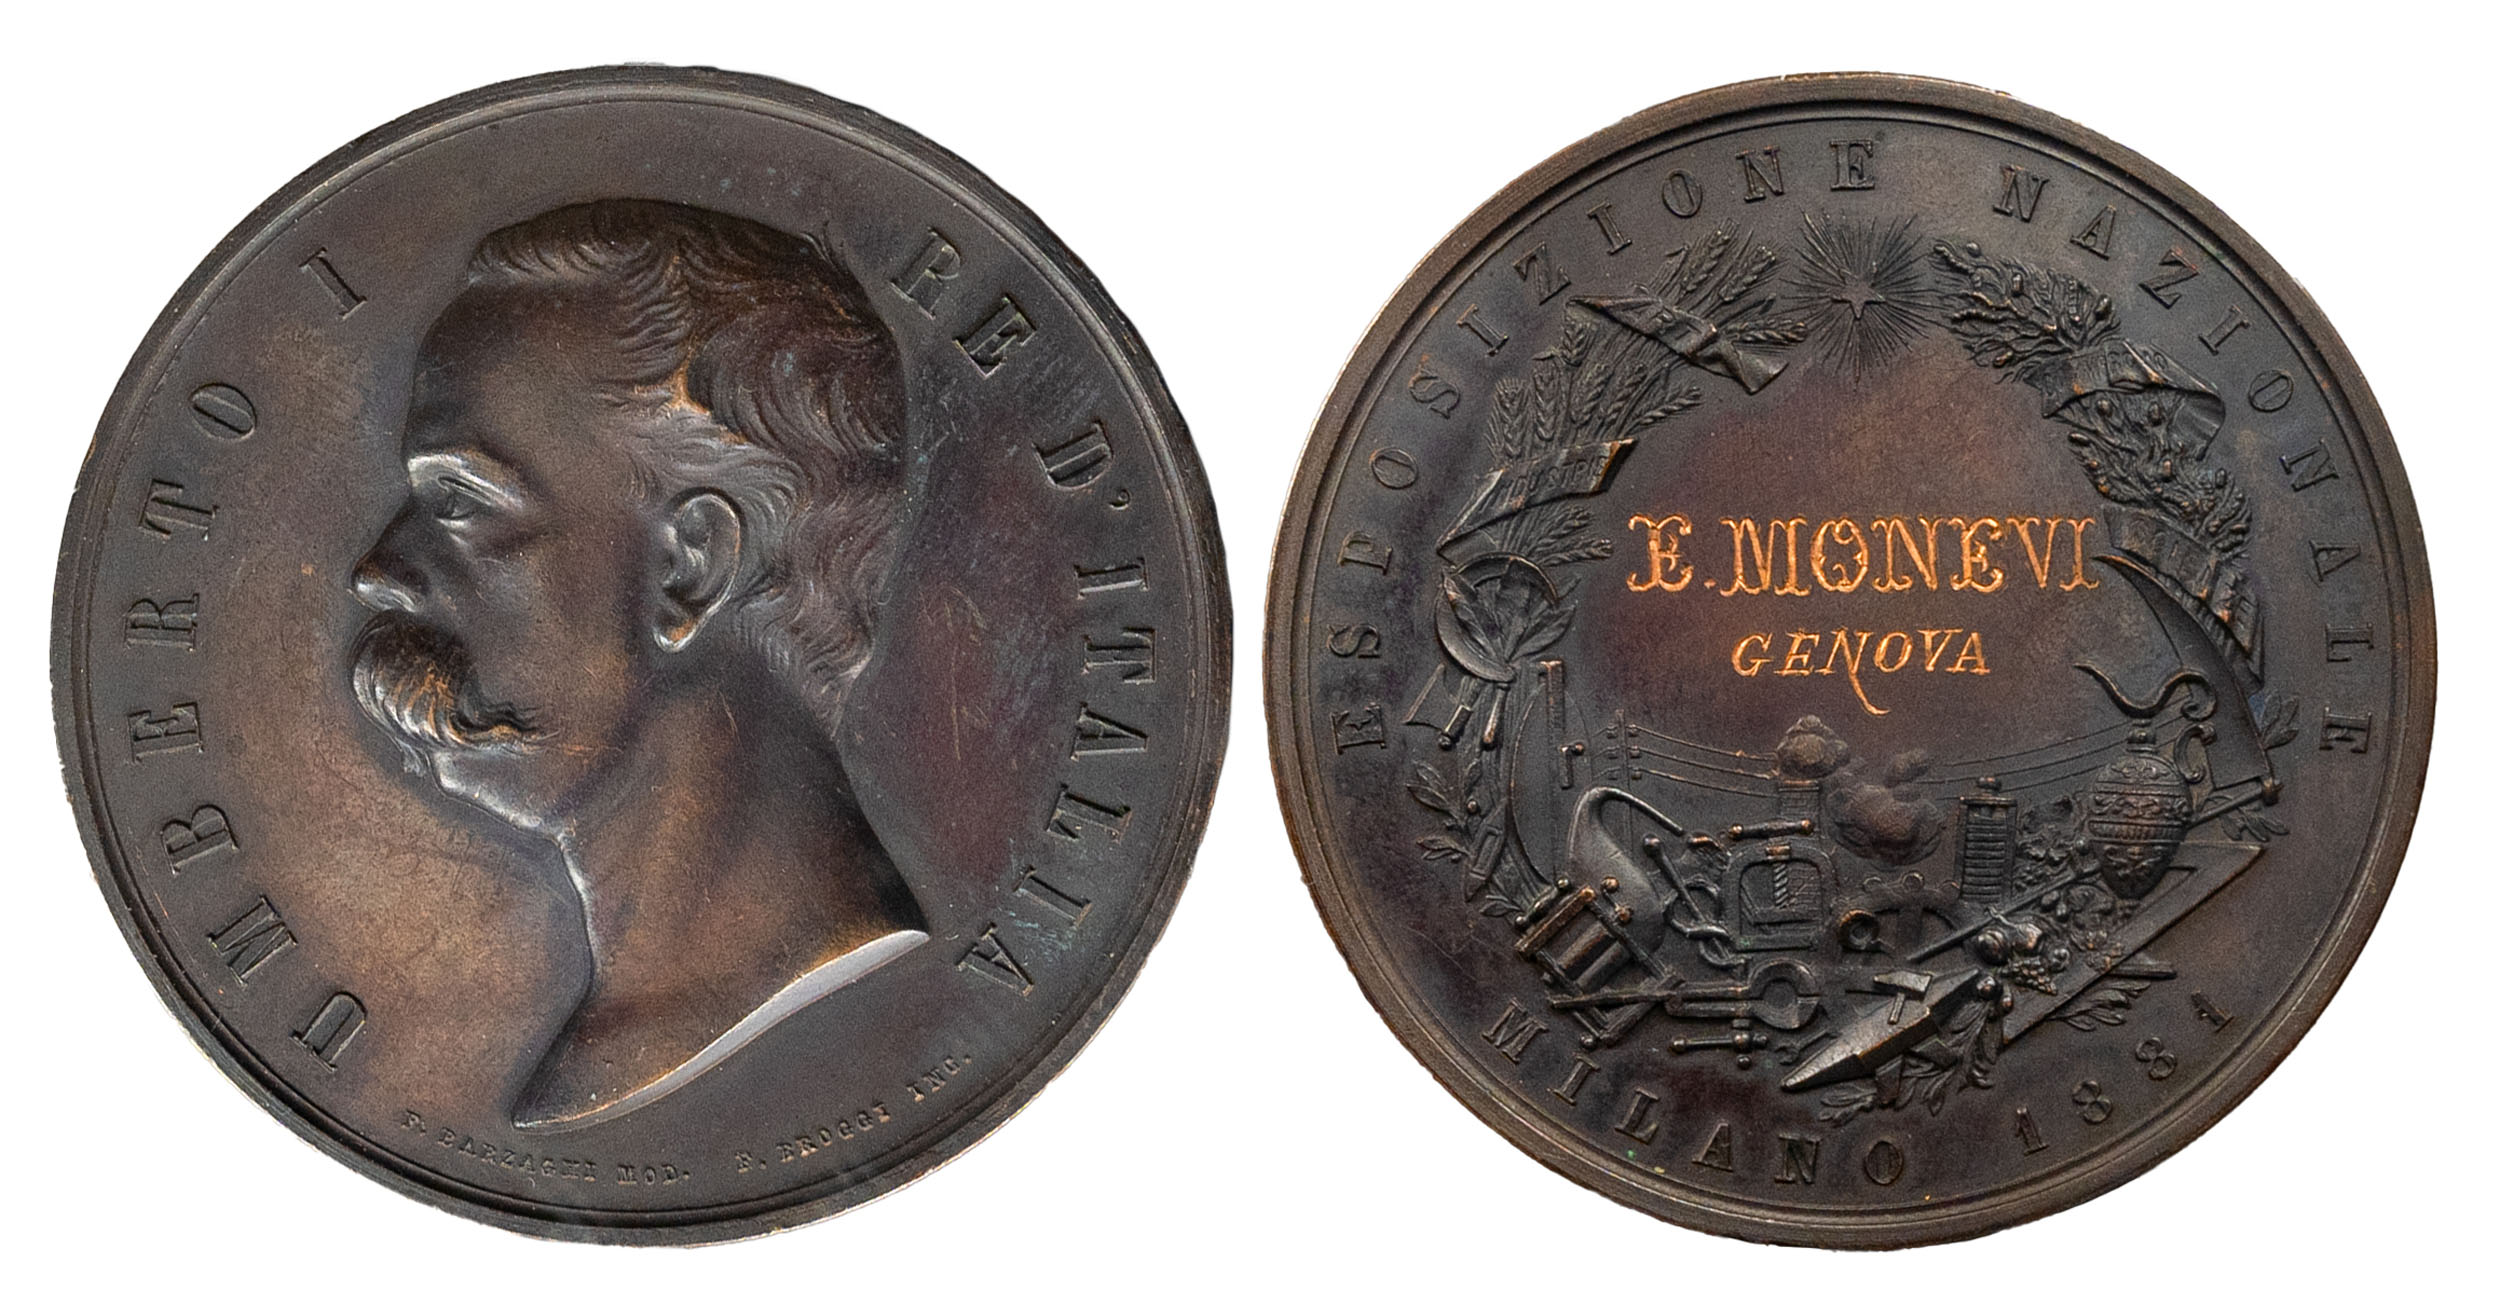 UMBERTO I RE D'ITALIA
F. BARZAGHI MOD. F. BROGGI INC.
ESPOSIZIONE NAZIONALE
E. MONEVI
GENOVA
MILANO 1881